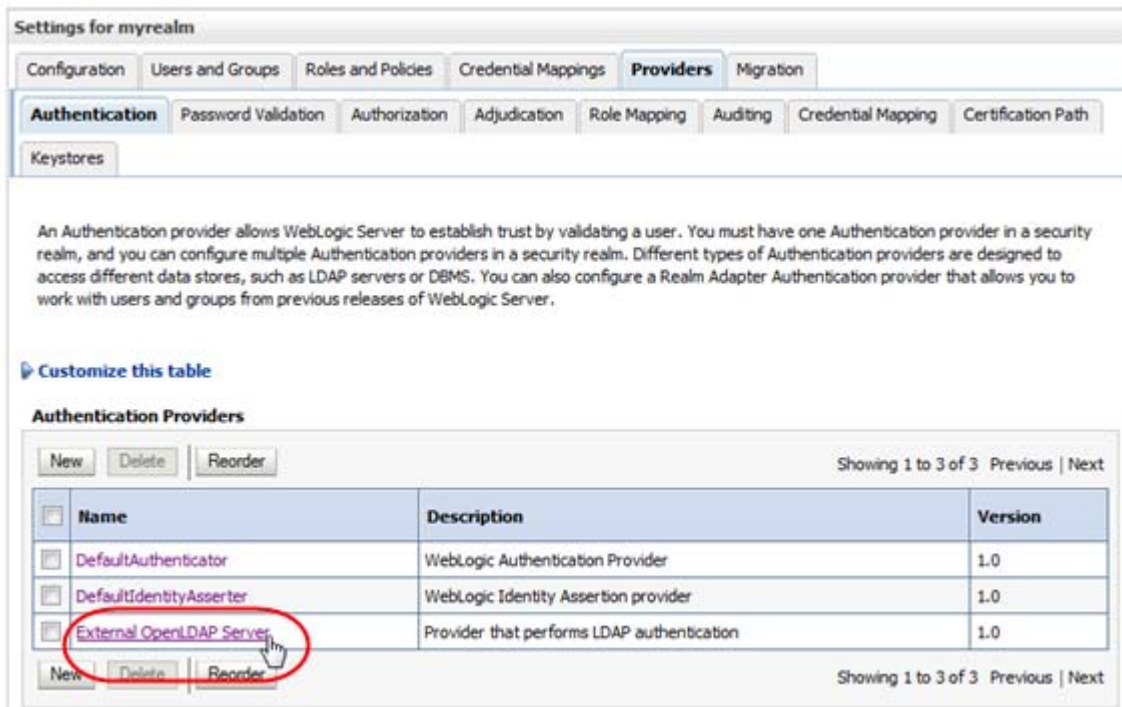 Settings for myrealm
Configuration Users and Groups Roles and Policies Credential Mappings Providers Migration
Authentication Password Validation Authorization Adjudication Role Mapping Auditing Credential Mapping Certification Path
Keystores
An Authentication provider allows WebLogic Server to establish trust by validating a user. You must have one Authentication provider in a security
realm, and you can configure multiple Authentication providers in a security realm. Different types of Authentication providers are designed to
access different data stores, such as LDAP servers or DBMS. You can also configure a Realm Adapter Authentication provider that allows you to
work with users and groups from previous releases of WebLogic Server.
Customize this table
Authentication Providers
New Delete Reorder Showing 1 to 3 of 3 Previous | Next
Name Description Version
DefaultAuthenticator WebLogic Authentication Provider 1.0
DefaultIdentityAsserter WebLogic Identity Assertion provider 1.0
External OpenLDAP Server Provider that performs LDAP authentication 1.0
New Delete Reorder Showing 1 to 3 of 3 Previous | Next